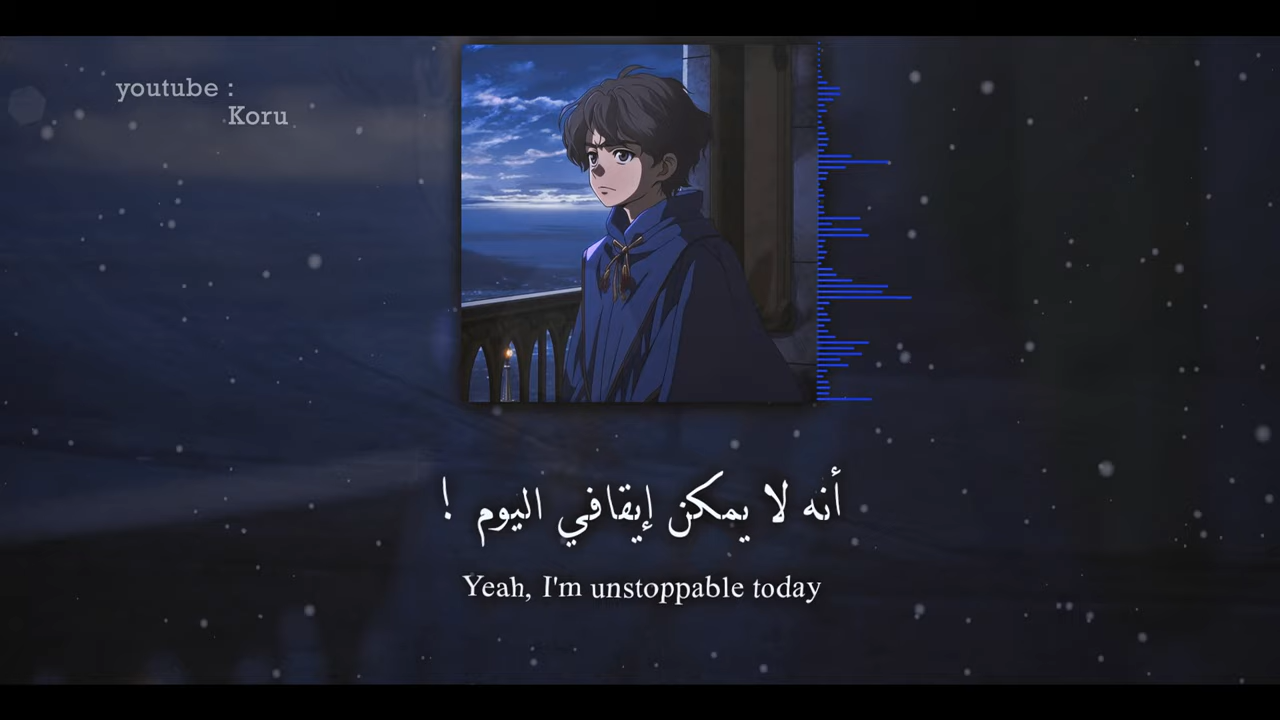 youtube :
Koru
أنه لا يمكن إيقافي اليوم !
Yeah, I'm unstoppable today